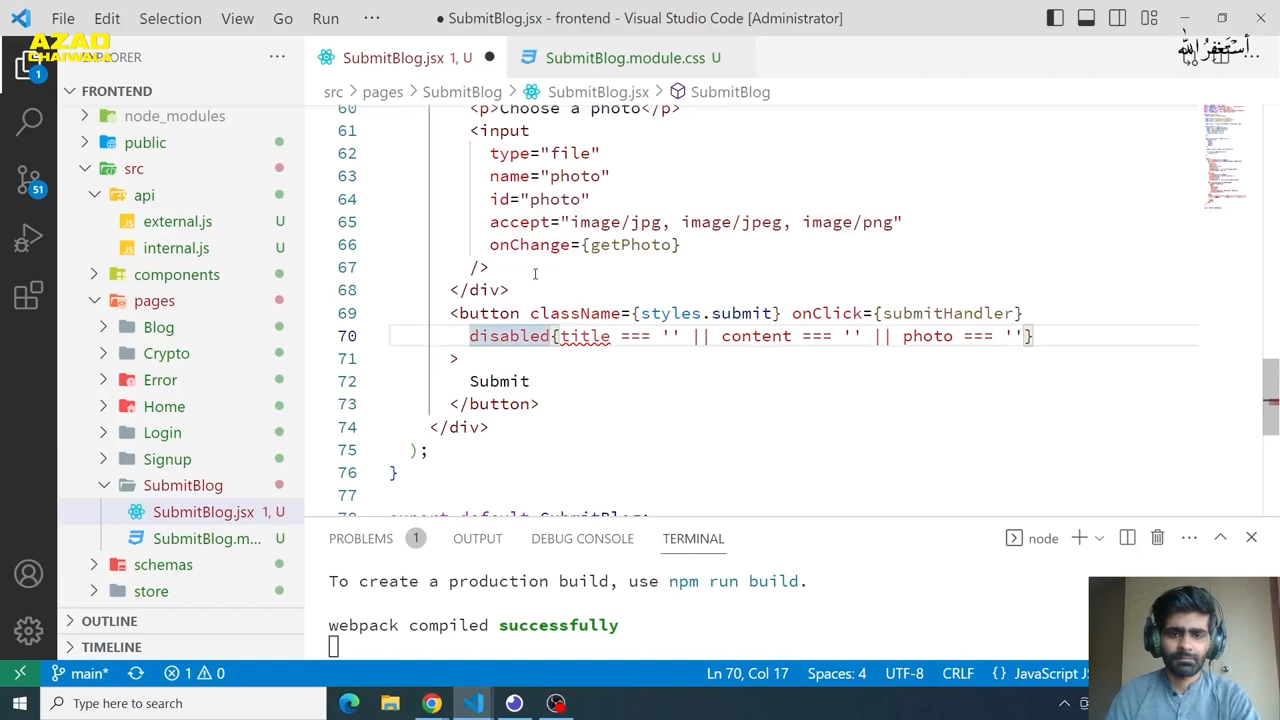 File Edit Selection View Go Run ··· ● SubmitBlog.jsx - frontend - Visual Studio Code [Administrator]
AZAD
CHAIWALA
EXPLORER ···
SubmitBlog.jsx 1, U ●
SubmitBlog.module.css U
أستغفر الله
1
51
FRONTEND
node_modules
public
src
api
external.js U
internal.js U
components
pages
Blog
Crypto
Error
Home
Login
Signup
SubmitBlog
SubmitBlog.jsx 1, U
SubmitBlog.m... U
schemas
store
OUTLINE
TIMELINE
src > pages > SubmitBlog > SubmitBlog.jsx > SubmitBlog
60 <p>Choose a photo</p>
61 <input
62 type="file"
63 name="photo"
64 id="photo"
65 accept="image/jpg, image/jpeg, image/png"
66 onChange={getPhoto}
67 />
68 </div>
69 <button className={styles.submit} onClick={submitHandler}
70 disabled{title === '' || content === '' || photo === ''}
71 >
72 Submit
73 </button>
74 </div>
75 );
76 }
77
78 export default SubmitBlog;
PROBLEMS 1 OUTPUT DEBUG CONSOLE TERMINAL node
To create a production build, use npm run build.
webpack compiled successfully
main* 1 0 Ln 70, Col 17 Spaces: 4 UTF-8 CRLF {} JavaScript
Type here to search